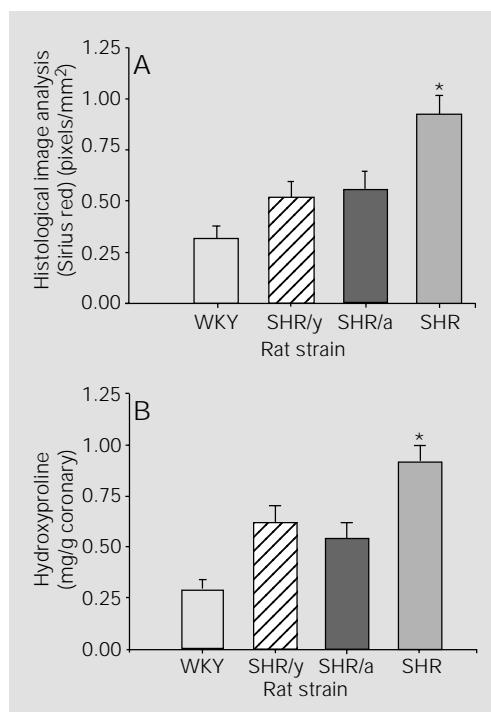 A
Histological image analysis
(Sirius red) (pixels/mm²)
1.25
1.00
0.75
0.50
0.25
0.00
*
WKY SHR/y SHR/a SHR
Rat strain
B
Hydroxyproline
(mg/g coronary)
1.25
1.00
0.75
0.50
0.25
0.00
*
WKY SHR/y SHR/a SHR
Rat strain